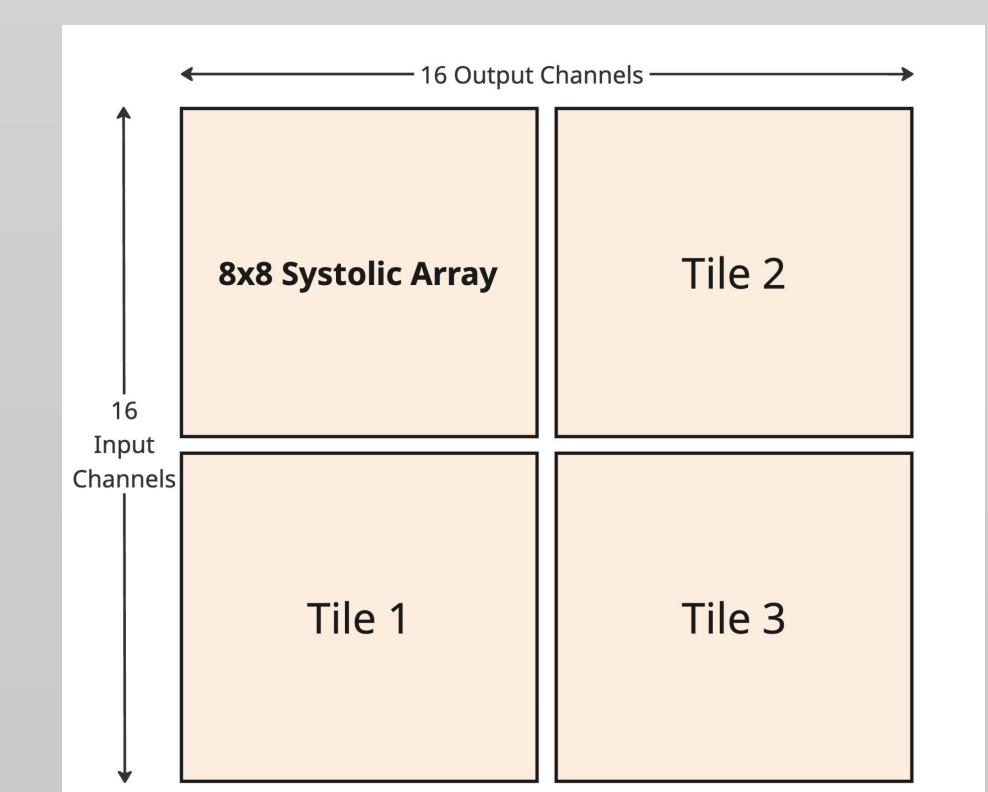 16 Output Channels
8x8 Systolic Array
Tile 2
16
Input
Channels
Tile 1
Tile 3